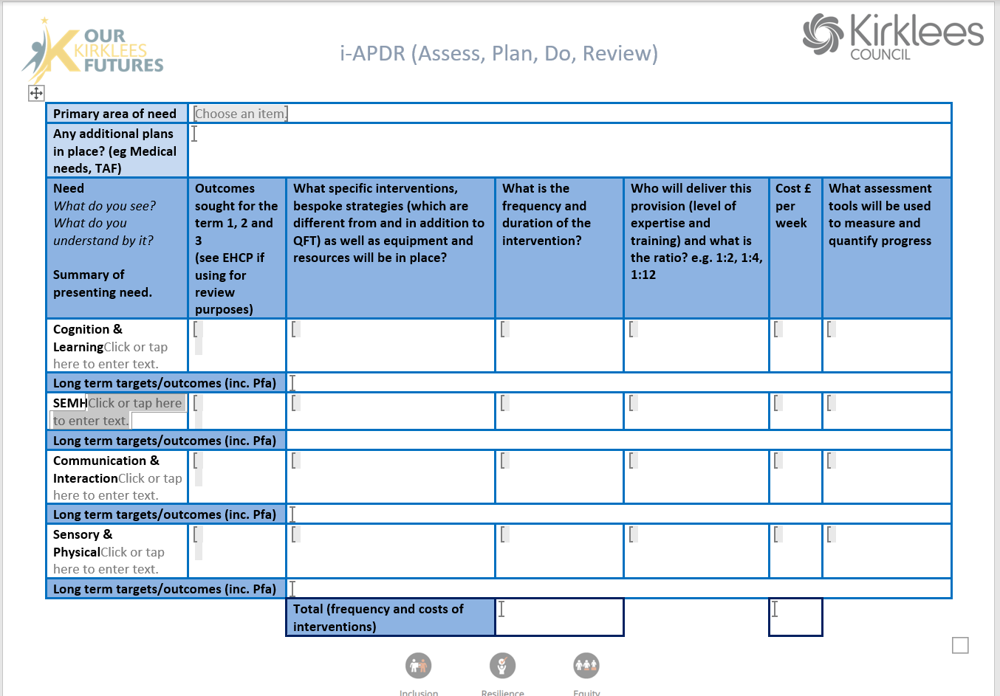 OUR
KIRKLEES
FUTURES
i-APDR (Assess, Plan, Do, Review)
Kirklees
COUNCIL
Primary area of need
Choose an item.
Any additional plans
in place? (eg Medical
needs, TAF)
Need
What do you see?
What do you
understand by it?
Summary of
presenting need.
Outcomes
sought for the
term 1, 2 and
3
(see EHCP if
using for
review
purposes)
What specific interventions,
bespoke strategies (which are
different from and in addition to
QFT) as well as equipment and
resources will be in place?
What is the
frequency and
duration of the
intervention?
Who will deliver this
provision (level of
expertise and
training) and what is
the ratio? e.g. 1:2, 1:4,
1:12
Cost £
per
week
What assessment
tools will be used
to measure and
quantify progress
Cognition &
LearningClick or tap
here to enter text.
Long term targets/outcomes (inc. Pfa)
SEMHClick or tap here
to enter text.
Long term targets/outcomes (inc. Pfa)
Communication &
InteractionClick or tap
here to enter text.
Long term targets/outcomes (inc. Pfa)
Sensory &
PhysicalClick or tap
here to enter text.
Long term targets/outcomes (inc. Pfa)
Total (frequency and costs of
interventions)
Inclusion
Resilience
Equity